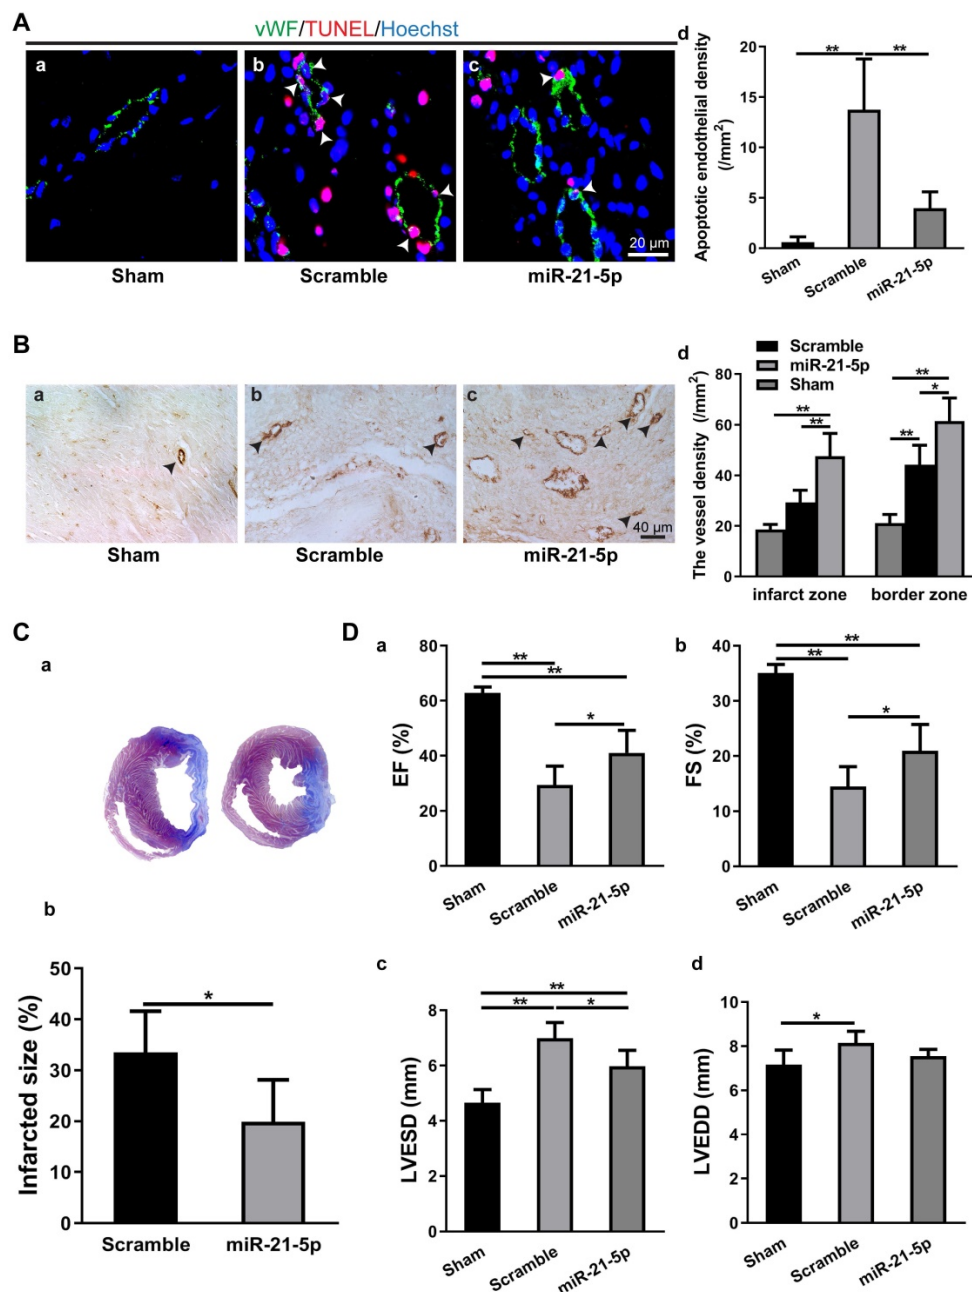 A
vWF/TUNEL/Hoechst
a
b
c
20 µm
Sham
Scramble
miR-21-5p
d
Apoptotic endothelial density
(/mm²)
20
15
10
5
0
**
**
Sham
Scramble
miR-21-5p
B
a
b
c
40 µm
Sham
Scramble
miR-21-5p
d
Scramble
miR-21-5p
Sham
The vessel density (/mm²)
80
60
40
20
0
**
**
**
*
**
infarct zone
border zone
C
a
b
Infarcted size (%)
50
40
30
20
10
0
*
Scramble
miR-21-5p
D
a
EF (%)
80
60
40
20
0
**
**
*
Sham
Scramble
miR-21-5p
b
FS (%)
40
30
20
10
0
**
**
*
Sham
Scramble
miR-21-5p
c
LVESD (mm)
8
6
4
2
0
**
**
*
Sham
Scramble
miR-21-5p
d
LVEDD (mm)
10
8
6
4
2
0
*
Sham
Scramble
miR-21-5p